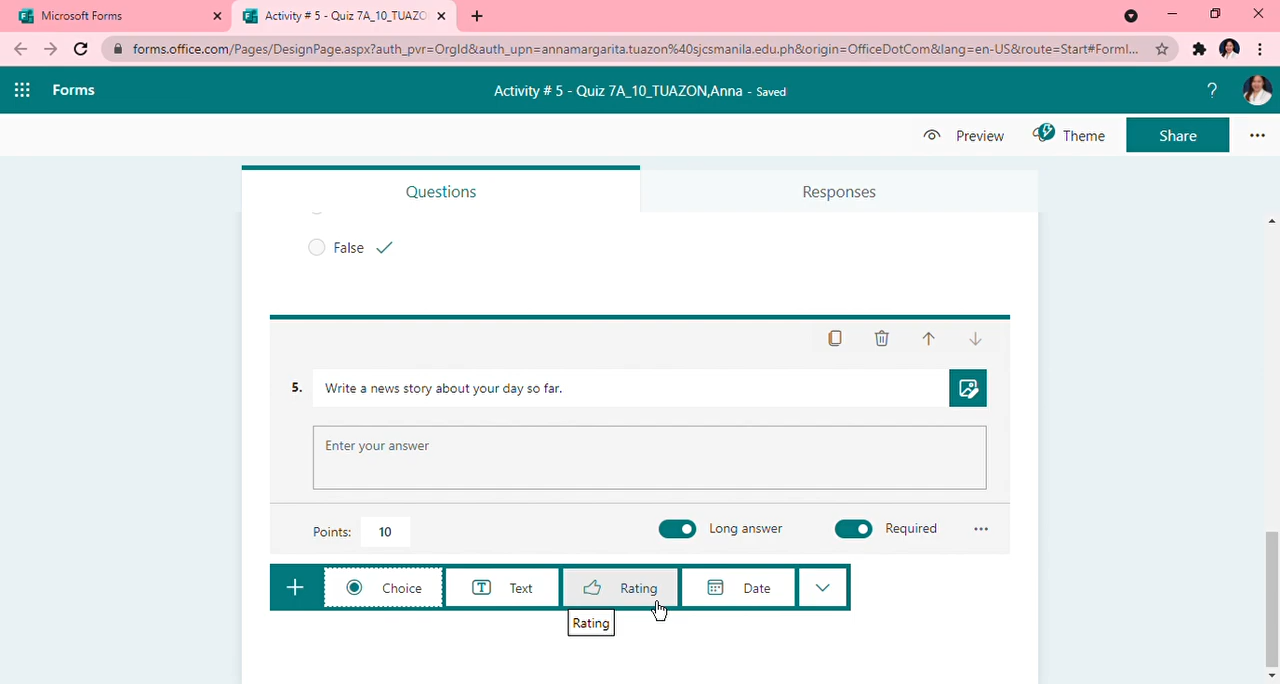 Microsoft Forms
Activity # 5 - Quiz 7A_10_TUAZO
forms.office.com/Pages/DesignPage.aspx?auth_pvr=OrgId&auth_upn=annamargarita.tuazon%40sjcsmanila.edu.ph&origin=OfficeDotCom&lang=en-US&route=Start#FormI...
Forms
Activity # 5 - Quiz 7A_10_TUAZON,Anna - Saved
?
Preview
Theme
Share
Questions
Responses
False
5.
Write a news story about your day so far.
Enter your answer
Points: 10
Long answer
Required
Choice
Text
Rating
Date
Rating